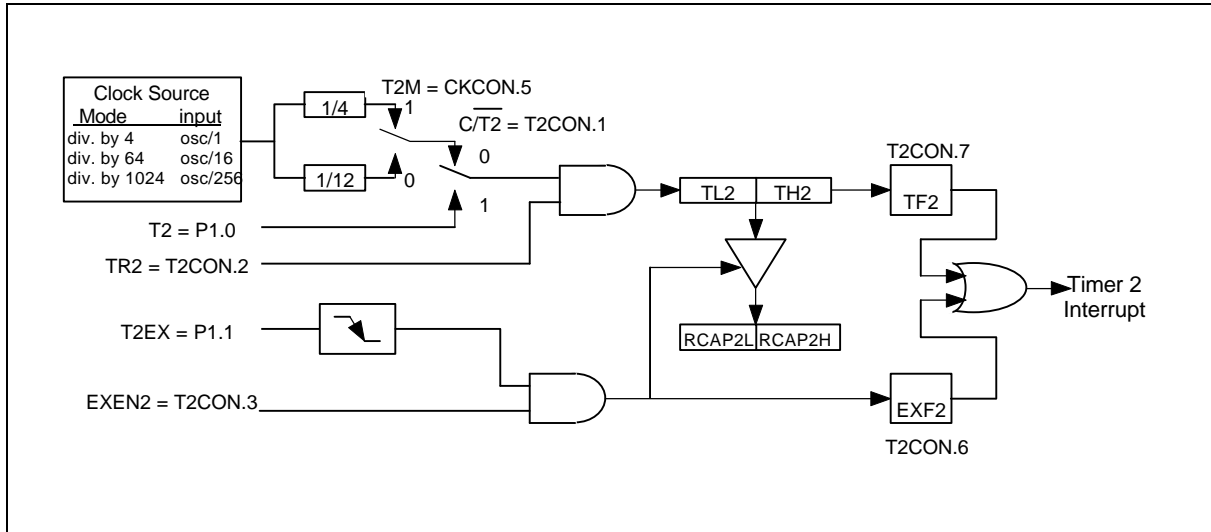 Clock Source
Mode input
div. by 4 osc/1
div. by 64 osc/16
div. by 1024 osc/256
1/4
1/12
T2M = CKCON.5
1
0
C/T2 = T2CON.1
0
1
T2 = P1.0
TR2 = T2CON.2
TL2 TH2
T2CON.7
TF2
Timer 2
Interrupt
T2EX = P1.1
RCAP2L RCAP2H
EXEN2 = T2CON.3
EXF2
T2CON.6